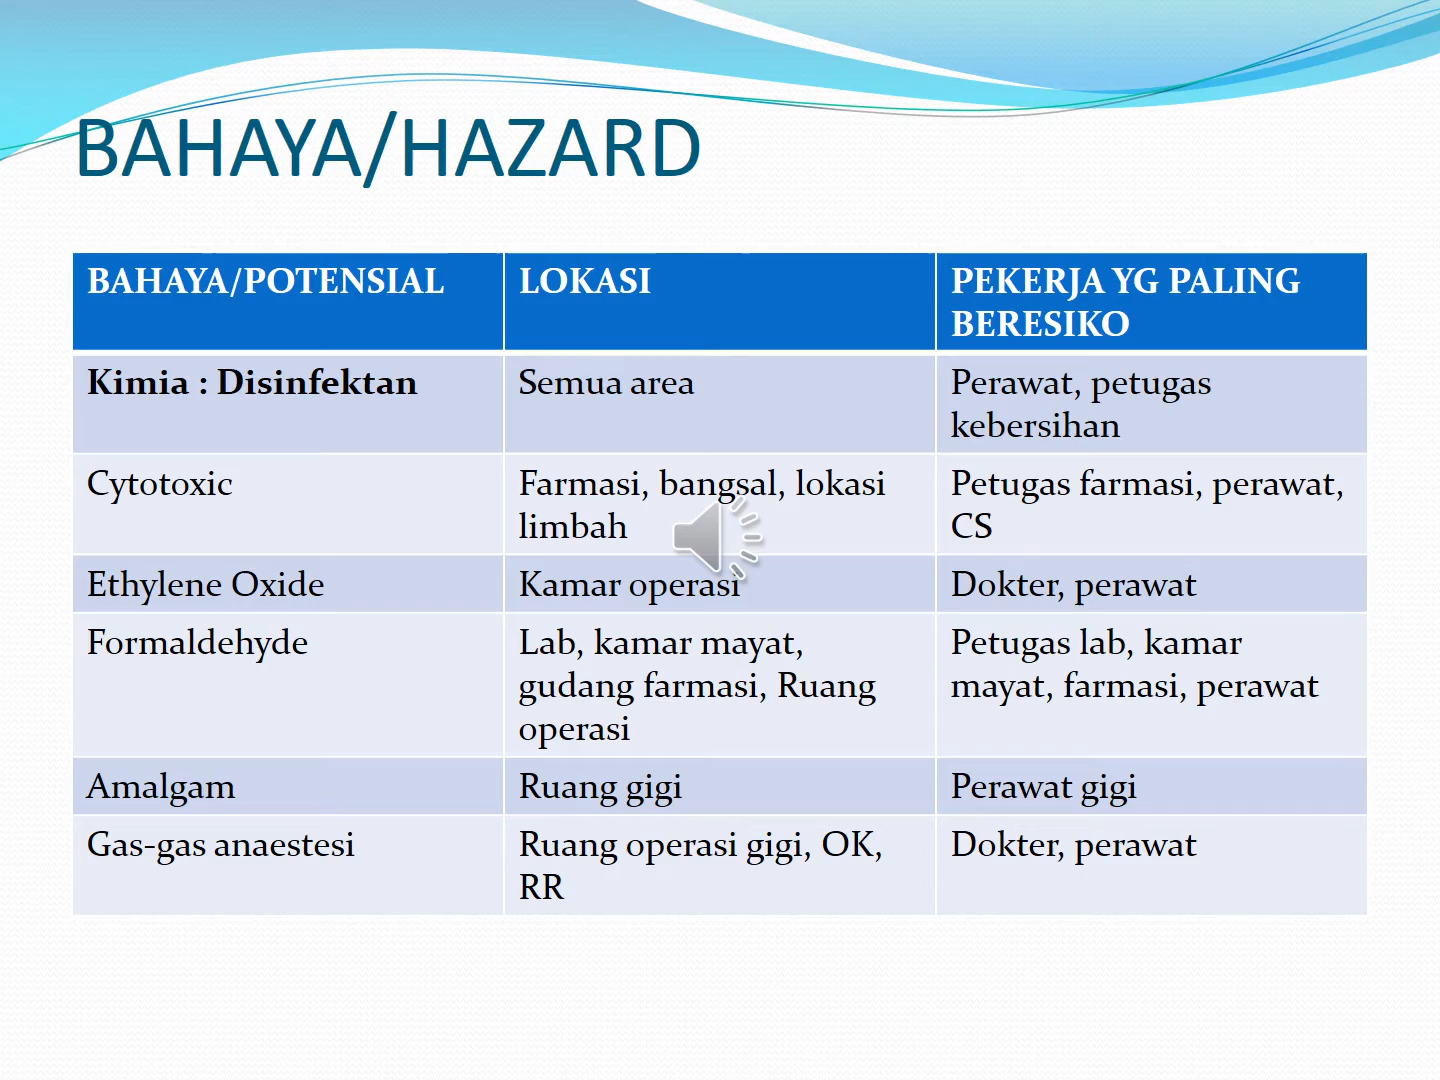 BAHAYA/HAZARD
BAHAYA/POTENSIAL
LOKASI
PEKERJA YG PALING
BERESIKO
Kimia : Disinfektan
Semua area
Perawat, petugas
kebersihan
Cytotoxic
Farmasi, bangsal, lokasi
limbah
Petugas farmasi, perawat,
CS
Ethylene Oxide
Kamar operasi
Dokter, perawat
Formaldehyde
Lab, kamar mayat,
gudang farmasi, Ruang
operasi
Petugas lab, kamar
mayat, farmasi, perawat
Amalgam
Ruang gigi
Perawat gigi
Gas-gas anaestesi
Ruang operasi gigi, OK,
RR
Dokter, perawat